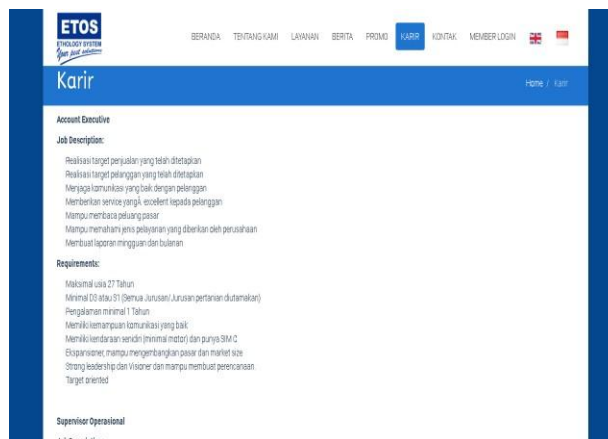 ETOS
ETHOLOGY SYSTEM
Your pest solutions
BERANDA TENTANG KAMI LAYANAN BERITA PROMO KARIR KONTAK MEMBER LOGIN
Karir
Home / Karir
Account Executive
Job Description:
Realisasi target penjualan yang telah ditetapkan
Realisasi target pelanggan yang telah ditetapkan
Menjaga komunikasi yang baik dengan pelanggan
Memberikan service yangÂ excellent kepada pelanggan
Mampu membaca peluang pasar
Mampu memahami jenis pelayanan yang diberikan oleh perusahaan
Membuat laporan mingguan dan bulanan
Requirements:
Maksimal usia 27 Tahun
Minimal D3 atau S1 (Semua Jurusan/Jurusan pertanian diutamakan)
Pengalaman minimal 1 Tahun
Memiliki kemampuan komunikasi yang baik
Memiliki kendaraan senidiri (minimal motor) dan punya SIM C
Ekspansioner, mampu mengembangkan pasar dan market size
Strong leadership dan Visioner dan mampu membuat perencanaan
Target oriented
Supervisor Operasional